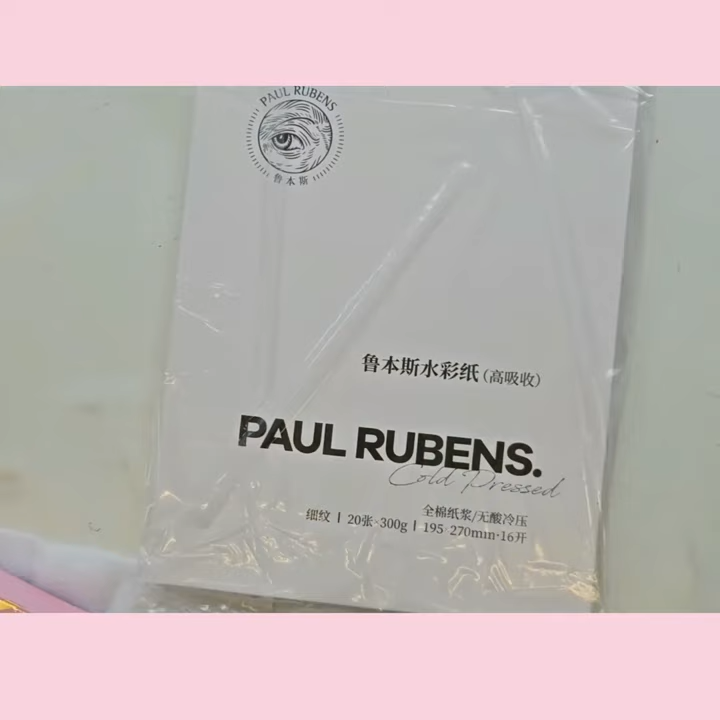 PAUL RUBENS
鲁本斯
鲁本斯水彩纸(高吸收)
PAUL RUBENS.
Cold Pressed
全棉纸浆/无酸冷压
细纹 | 20张·300g | 195·270mm·16开